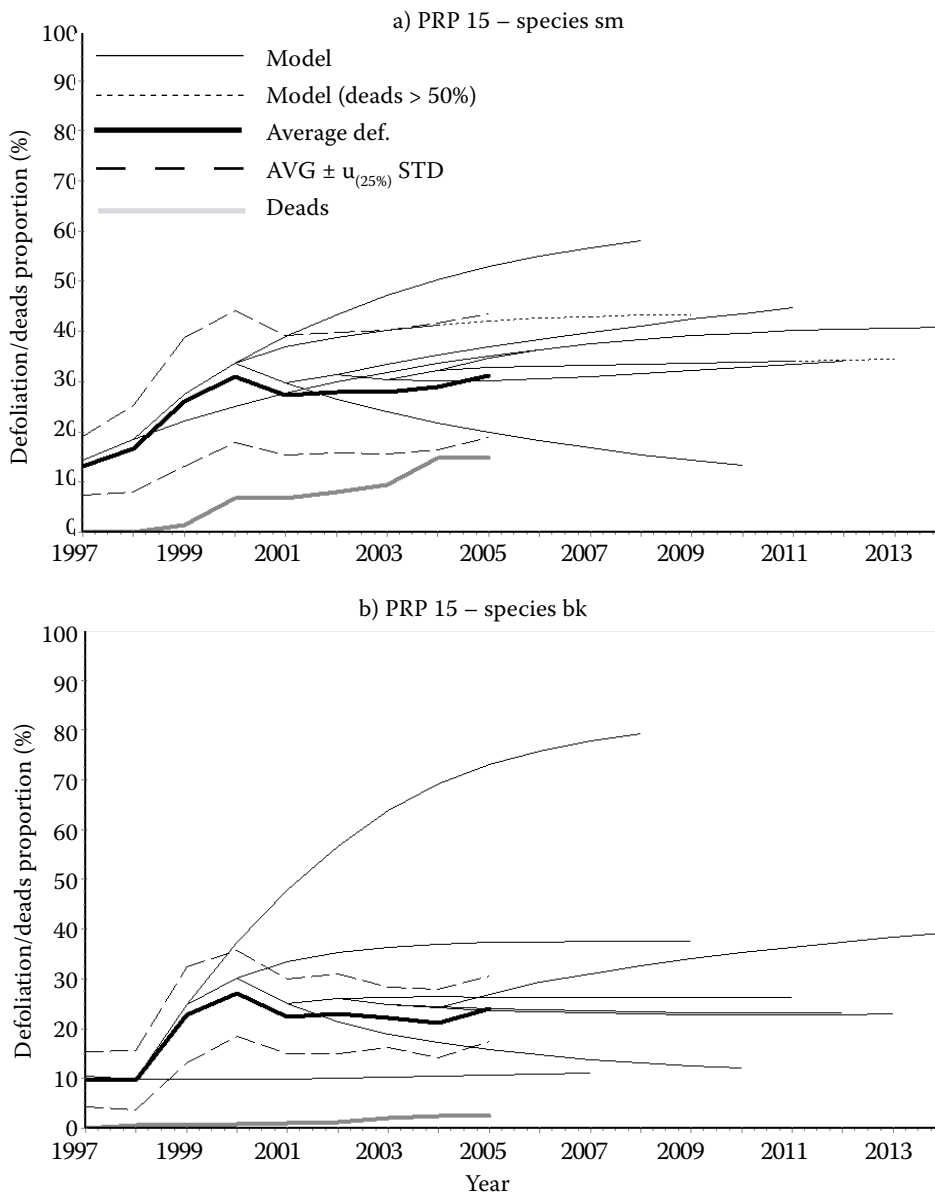 a) PRP 15 – species sm
Defoliation/deads proportion (%)
100
90
80
70
60
50
40
30
20
10
0
Model
Model (deads > 50%)
Average def.
AVG ± u(25%) STD
Deads
1997 1999 2001 2003 2005 2007 2009 2011 2013
b) PRP 15 – species bk
Defoliation/deads proportion (%)
100
90
80
70
60
50
40
30
20
10
0
1997 1999 2001 2003 2005 2007 2009 2011 2013
Year